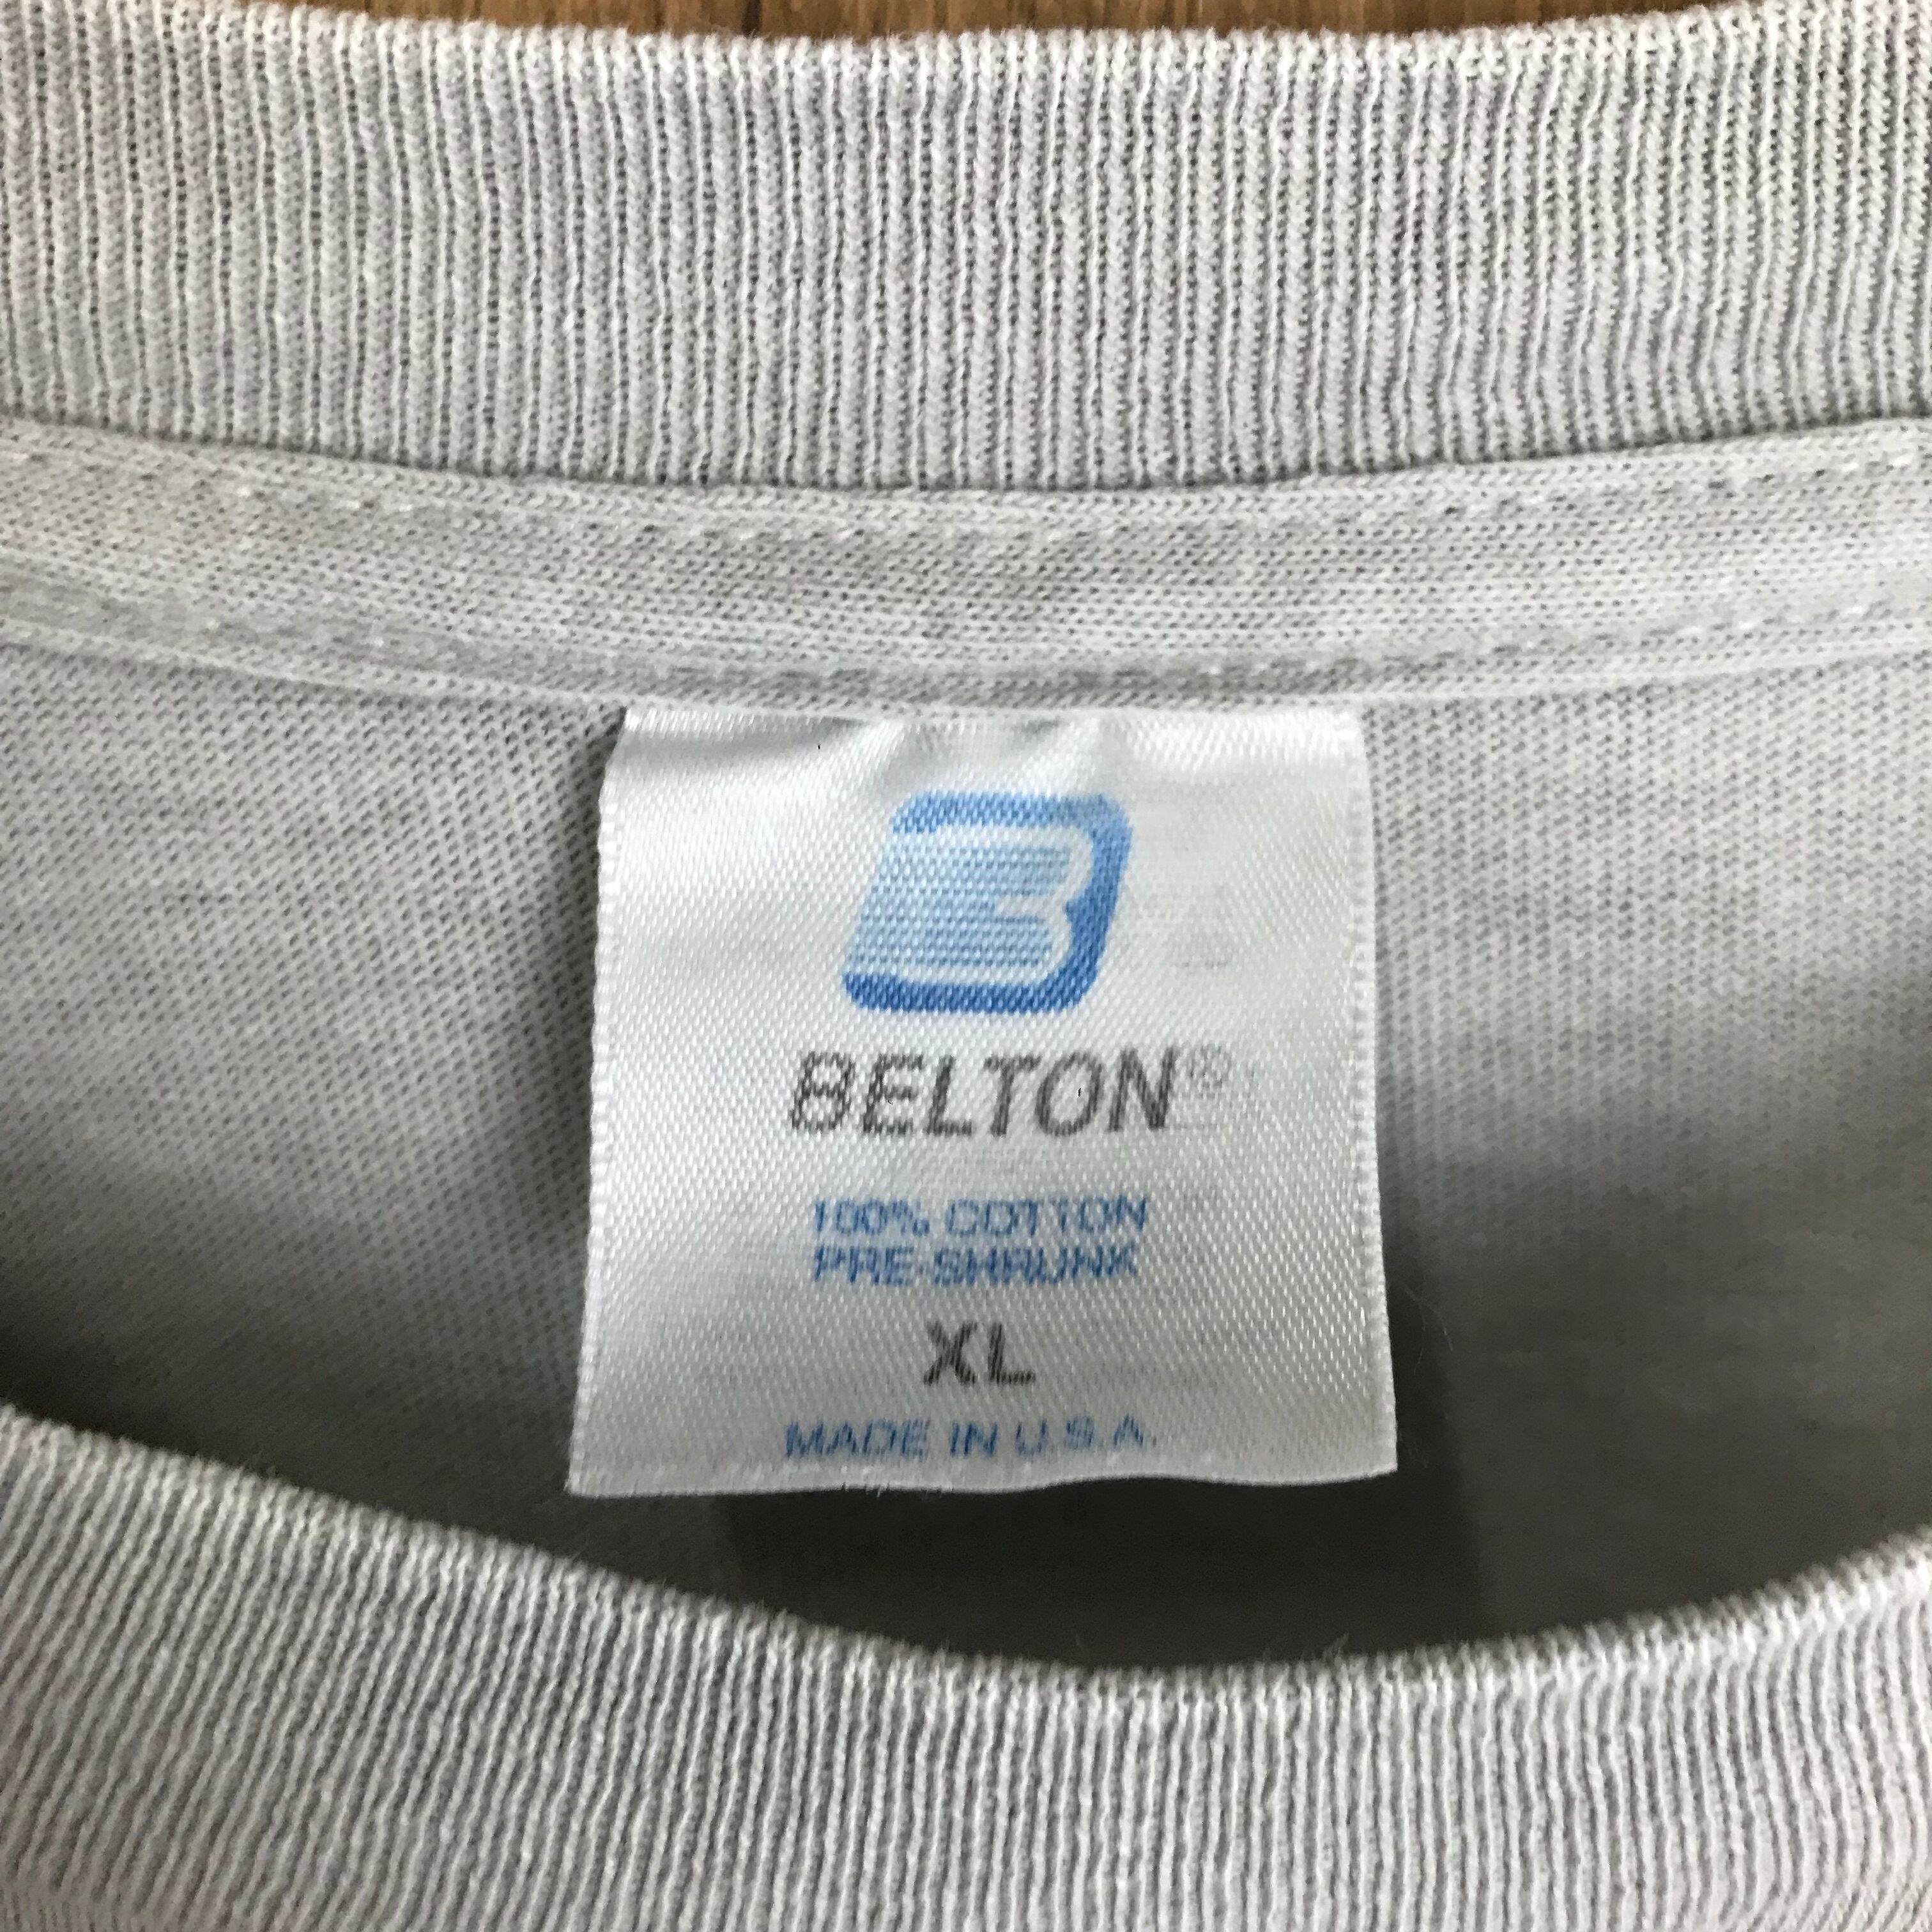 B
BELTON®
100% COTTON
PRE-SHRUNK
XL
MADE IN U.S.A.